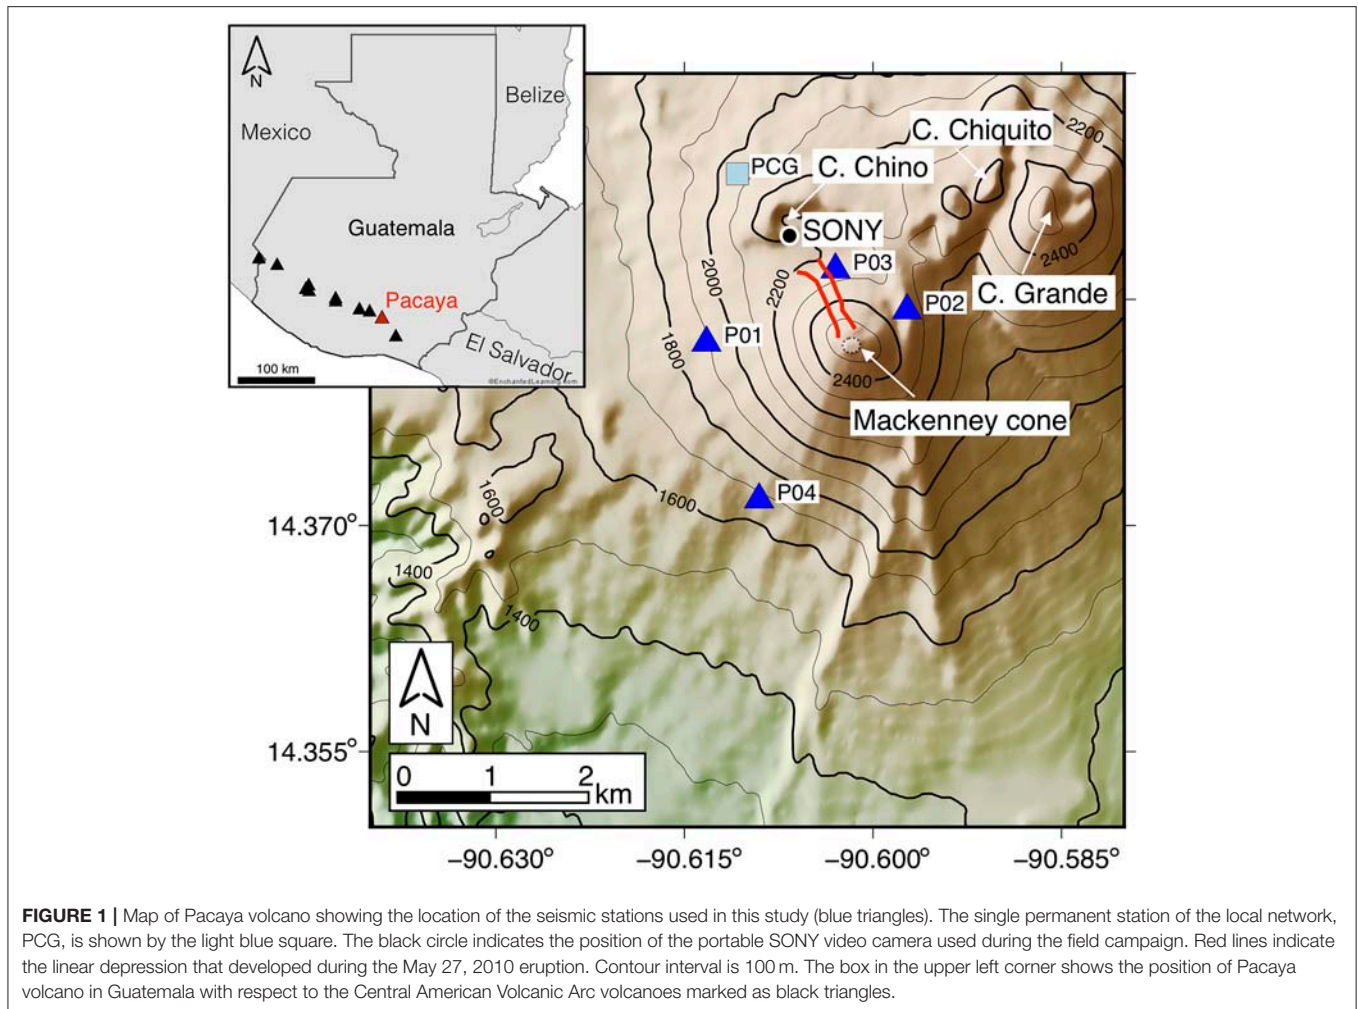 N
Mexico
Belize
Guatemala
Pacaya
El Salvador
100 km
©EnchantedLearning.com
C. Chiquito
2200
PCG
C. Chino
SONY
2400
C. Grande
P03
2000
2200
P02
P01
1800
2400
Mackenney cone
1600
P04
1600
14.370°
1400
1400
N
14.355°
0 1 2
km
−90.630° −90.615° −90.600° −90.585°
FIGURE 1 | Map of Pacaya volcano showing the location of the seismic stations used in this study (blue triangles). The single permanent station of the local network,
PCG, is shown by the light blue square. The black circle indicates the position of the portable SONY video camera used during the field campaign. Red lines indicate
the linear depression that developed during the May 27, 2010 eruption. Contour interval is 100 m. The box in the upper left corner shows the position of Pacaya
volcano in Guatemala with respect to the Central American Volcanic Arc volcanoes marked as black triangles.